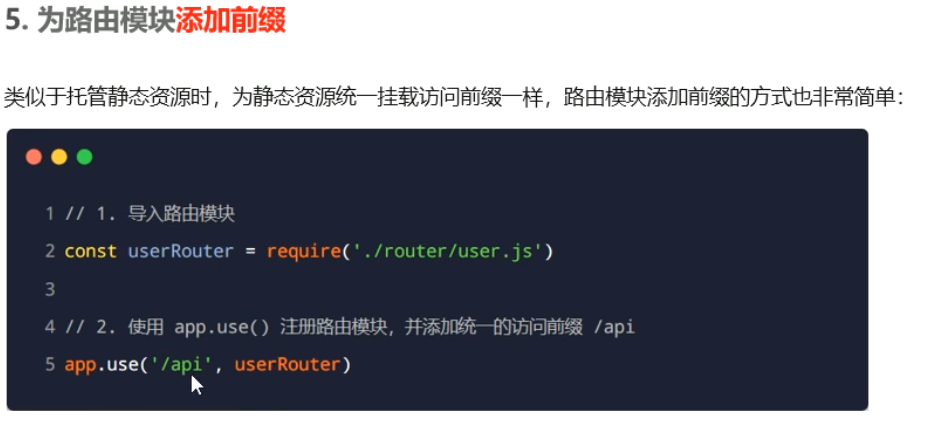 5. 为路由模块添加前缀
类似于托管静态资源时，为静态资源统一挂载访问前缀一样，路由模块添加前缀的方式也非常简单：
1 // 1. 导入路由模块
2 const userRouter = require('./router/user.js')
3
4 // 2. 使用 app.use() 注册路由模块，并添加统一的访问前缀 /api
5 app.use('/api', userRouter)